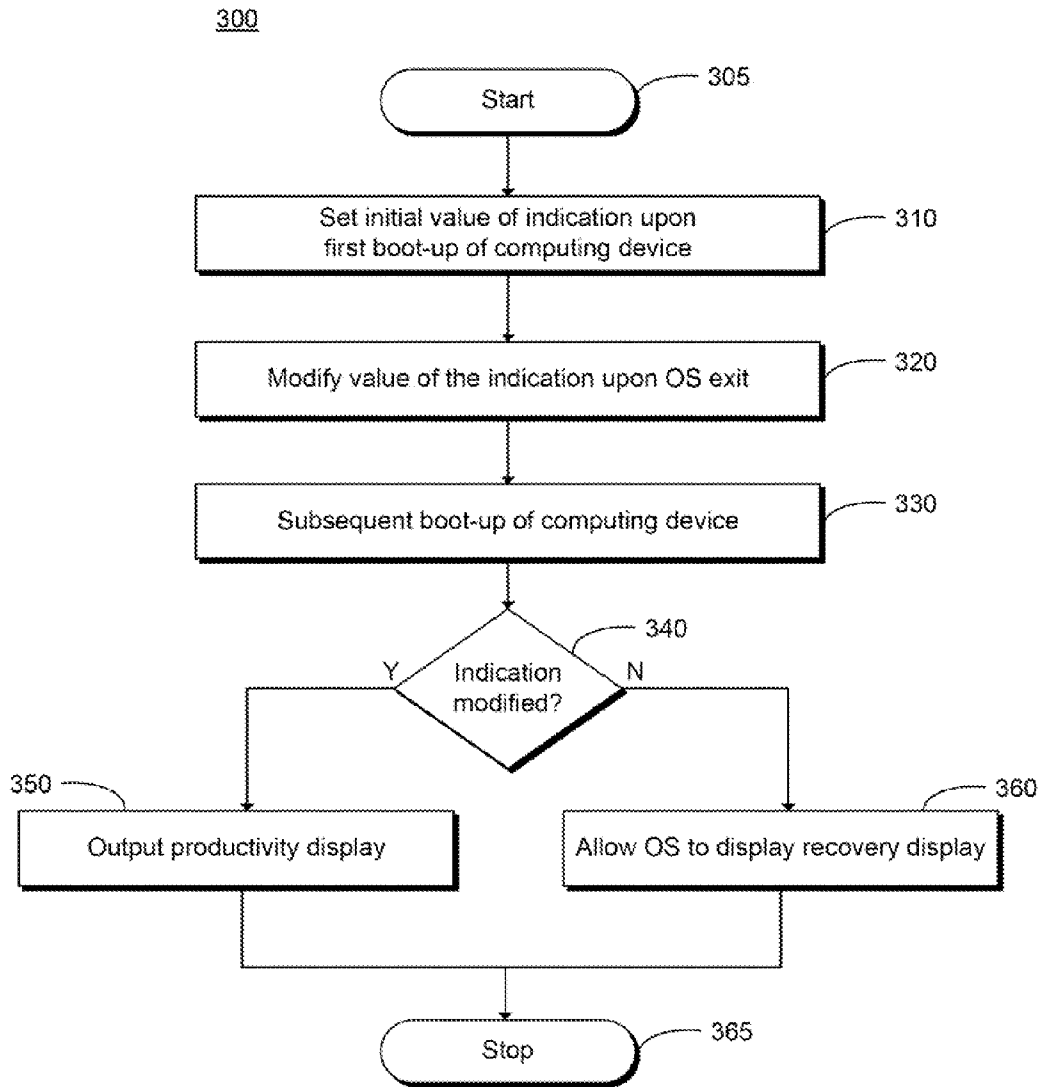 300
Start
305
Set initial value of indication upon
first boot-up of computing device
310
Modify value of the indication upon OS exit
320
Subsequent boot-up of computing device
330
340
Y
Indication
modified?
N
350
Output productivity display
360
Allow OS to display recovery display
Stop
365